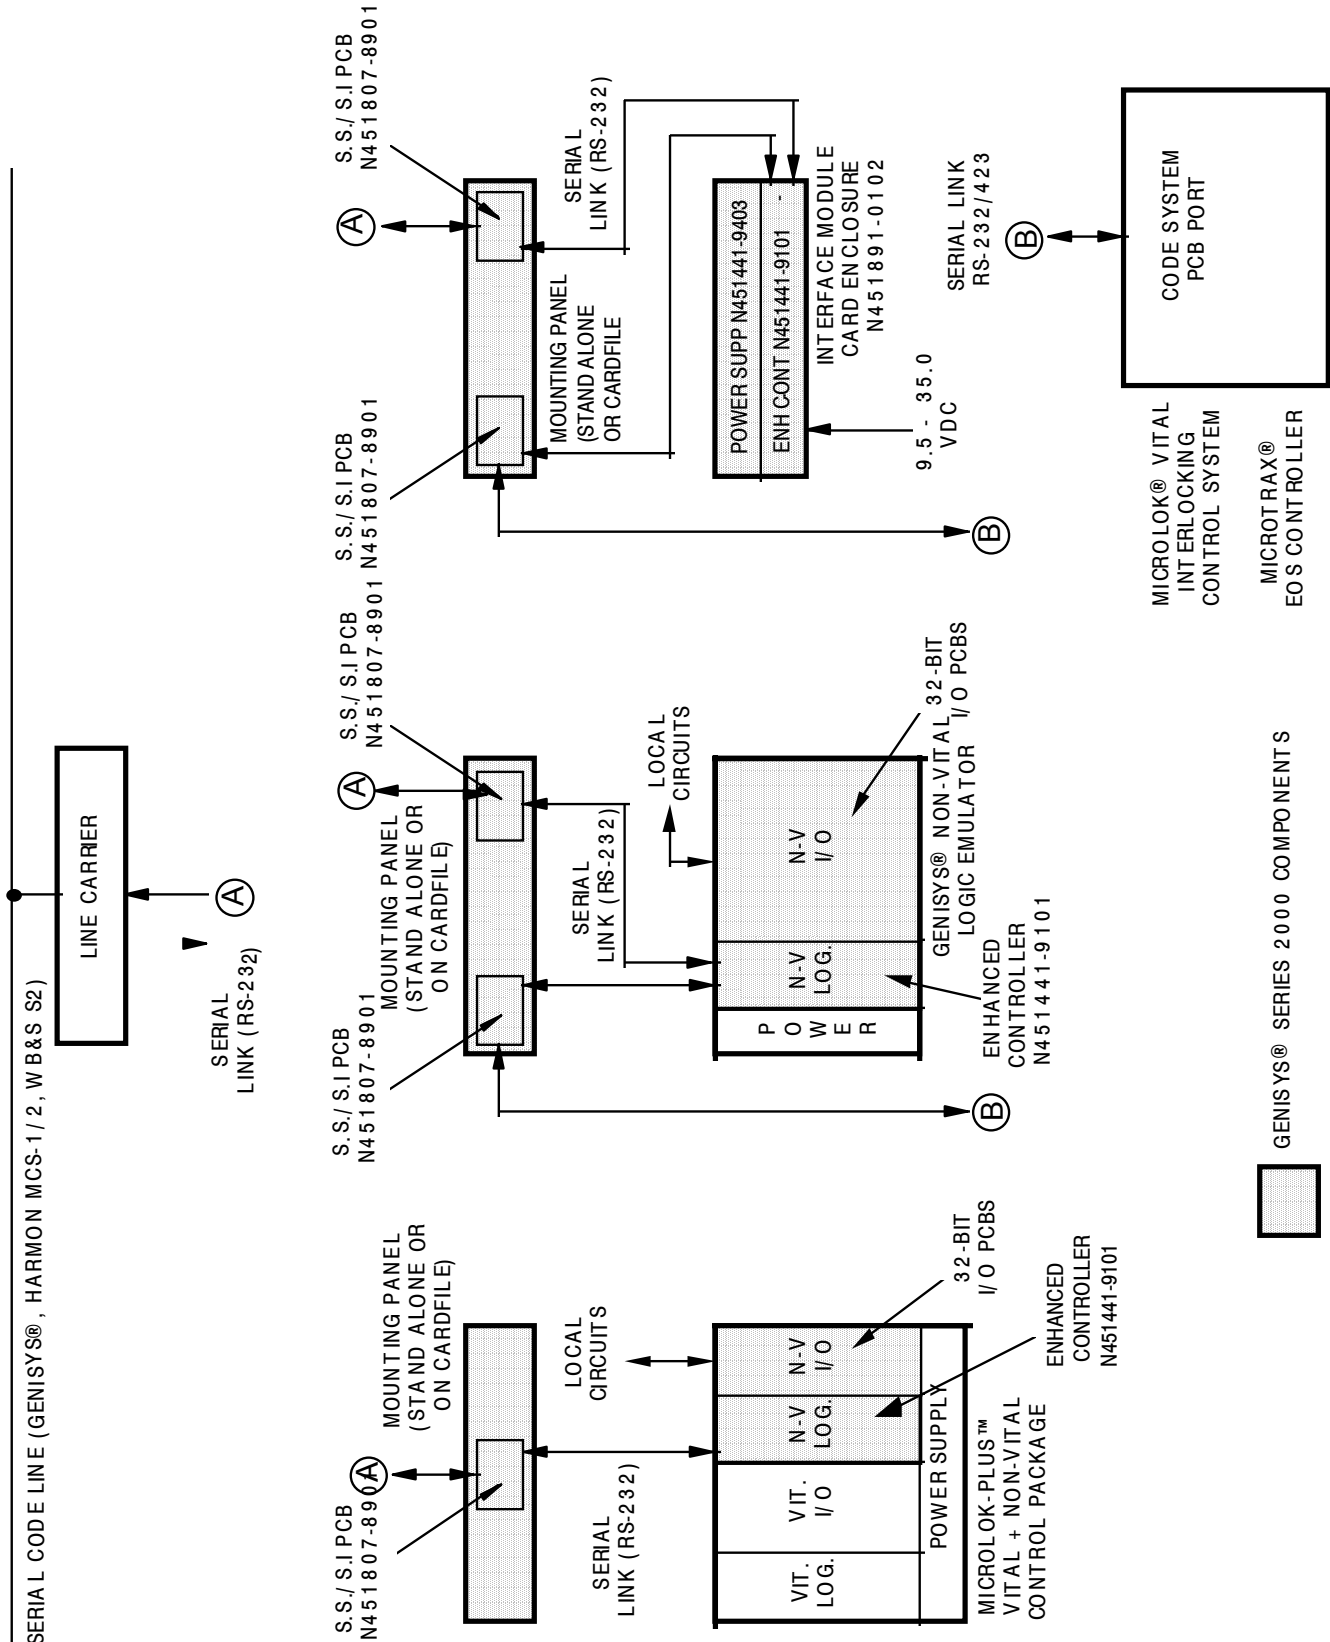 SERIAL CODE LINE (GENISYS®, HARMON MCS-1/2, WB&S S2)
LINE CARRIER
A
SERIAL
LINK (RS-232)
S.S./ S.I PCB
N451807-8901
A
MOUNTING PANEL
(STAND ALONE OR
ON CARDFILE)
SERIAL
LINK (RS-232)
LOCAL
CIRCUITS
VIT.
LOG.
VIT.
I/O
N-V
LOG.
N-V
I/O
POWER SUPPLY
32-BIT
I/O PCBS
ENHANCED
CONTROLLER
N451441-9101
MICROLOK-PLUS™
VITAL + NON-VITAL
CONTROL PACKAGE
S.S./ S.I PCB
N451807-8901
S.S./ S.I PCB
N451807-8901
A
MOUNTING PANEL
(STAND ALONE OR
ON CARDFILE)
SERIAL
LINK (RS-232)
LOCAL
CIRCUITS
POWER
N-V
LOG.
N-V
I/O
32-BIT
I/O PCBS
GENISYS® NON-VITAL
LOGIC EMULATOR
ENHANCED
CONTROLLER
N451441-9101
B
S.S./ S.I PCB
N451807-8901
S.S./ S.I PCB
N451807-8901
A
MOUNTING PANEL
(STAND ALONE
OR CARDFILE
SERIAL
LINK (RS-232)
POWER SUPP N451441-9403
ENH CONT N451441-9101 -
INTERFACE MODULE
CARD ENCLOSURE
N451891-0102
9.5 - 35.0
VDC
B
SERIAL LINK
RS-232/423
B
CODE SYSTEM
PCB PORT
MICROLOK® VITAL
INTERLOCKING
CONTROL SYSTEM
MICROTRAX®
EOS CONTROLLER
GENISYS® SERIES 2000 COMPONENTS